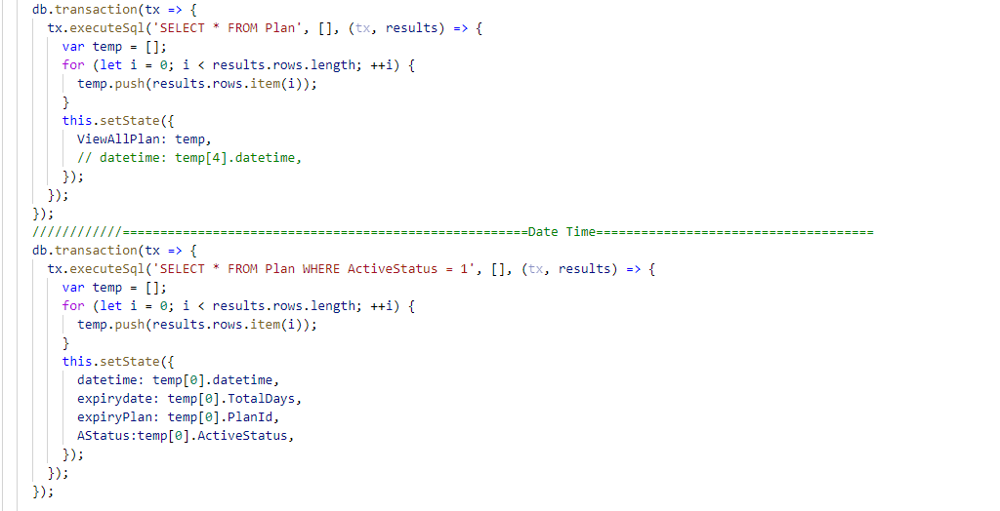 db.transaction(tx => {
tx.executeSql('SELECT * FROM Plan', [], (tx, results) => {
var temp = [];
for (let i = 0; i < results.rows.length; ++i) {
temp.push(results.rows.item(i));
}
this.setState({
ViewAllPlan: temp,
// datetime: temp[4].datetime,
});
});
});
////////////======================================================Date Time=====================================
db.transaction(tx => {
tx.executeSql('SELECT * FROM Plan WHERE ActiveStatus = 1', [], (tx, results) => {
var temp = [];
for (let i = 0; i < results.rows.length; ++i) {
temp.push(results.rows.item(i));
}
this.setState({
datetime: temp[0].datetime,
expirydate: temp[0].TotalDays,
expiryPlan: temp[0].PlanId,
AStatus:temp[0].ActiveStatus,
});
});
});